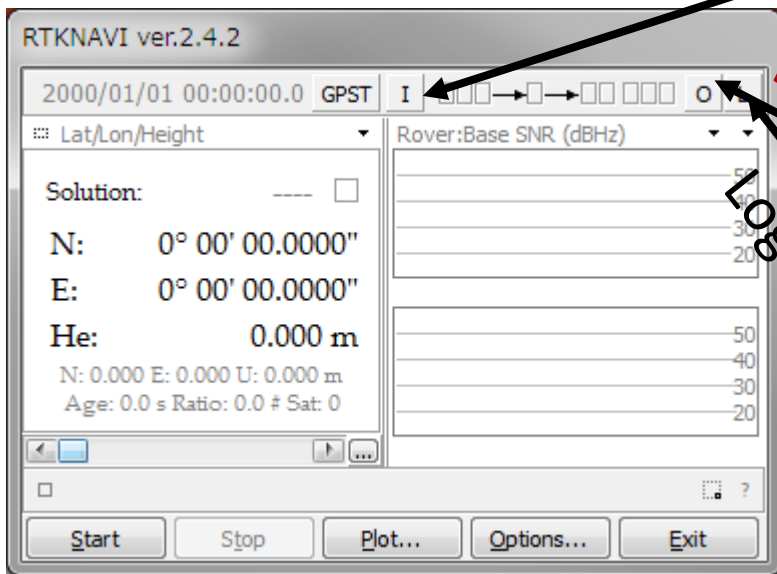 RTKNAVI ver.2.4.2
2000/01/01 00:00:00.0 GPST I O
Lat/Lon/Height Rover:Base SNR (dBHz)
Solution: ----
N: 0° 00' 00.0000"
E: 0° 00' 00.0000"
He: 0.000 m
N: 0.000 E: 0.000 U: 0.000 m
Age: 0.0 s Ratio: 0.0 # Sat: 0
50
40
30
20
50
40
30
20
Log
...
?
Start Stop Plot... Options... Exit